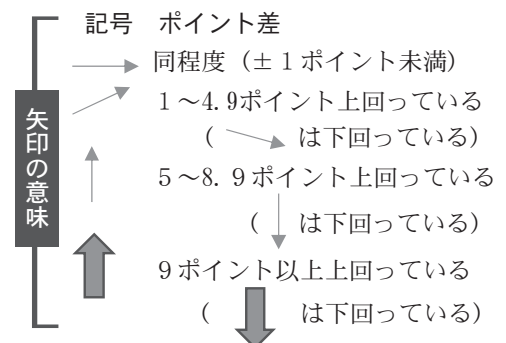 記号 ポイント差
矢印の意味
同程度（±１ポイント未満）
１～4.9ポイント上回っている
（ は下回っている）
５～8.９ポイント上回っている
（ は下回っている）
９ポイント以上上回っている
（ は下回っている）